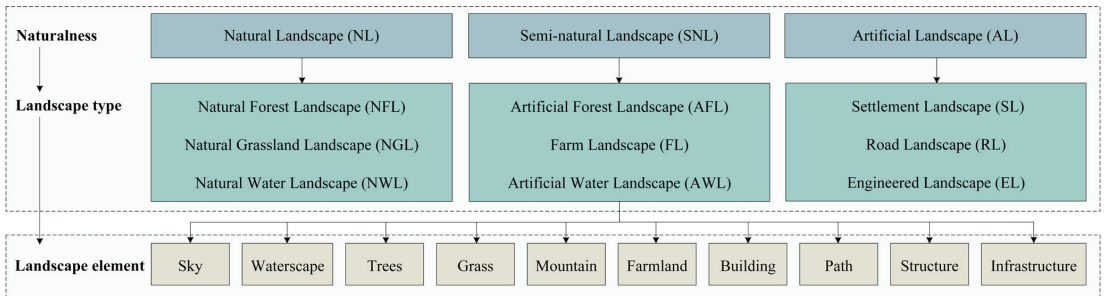 Naturalness
Natural Landscape (NL)
Semi-natural Landscape (SNL)
Artificial Landscape (AL)
Landscape type
Natural Forest Landscape (NFL)
Natural Grassland Landscape (NGL)
Natural Water Landscape (NWL)
Artificial Forest Landscape (AFL)
Farm Landscape (FL)
Artificial Water Landscape (AWL)
Settlement Landscape (SL)
Road Landscape (RL)
Engineered Landscape (EL)
Landscape element
Sky
Waterscape
Trees
Grass
Mountain
Farmland
Building
Path
Structure
Infrastructure